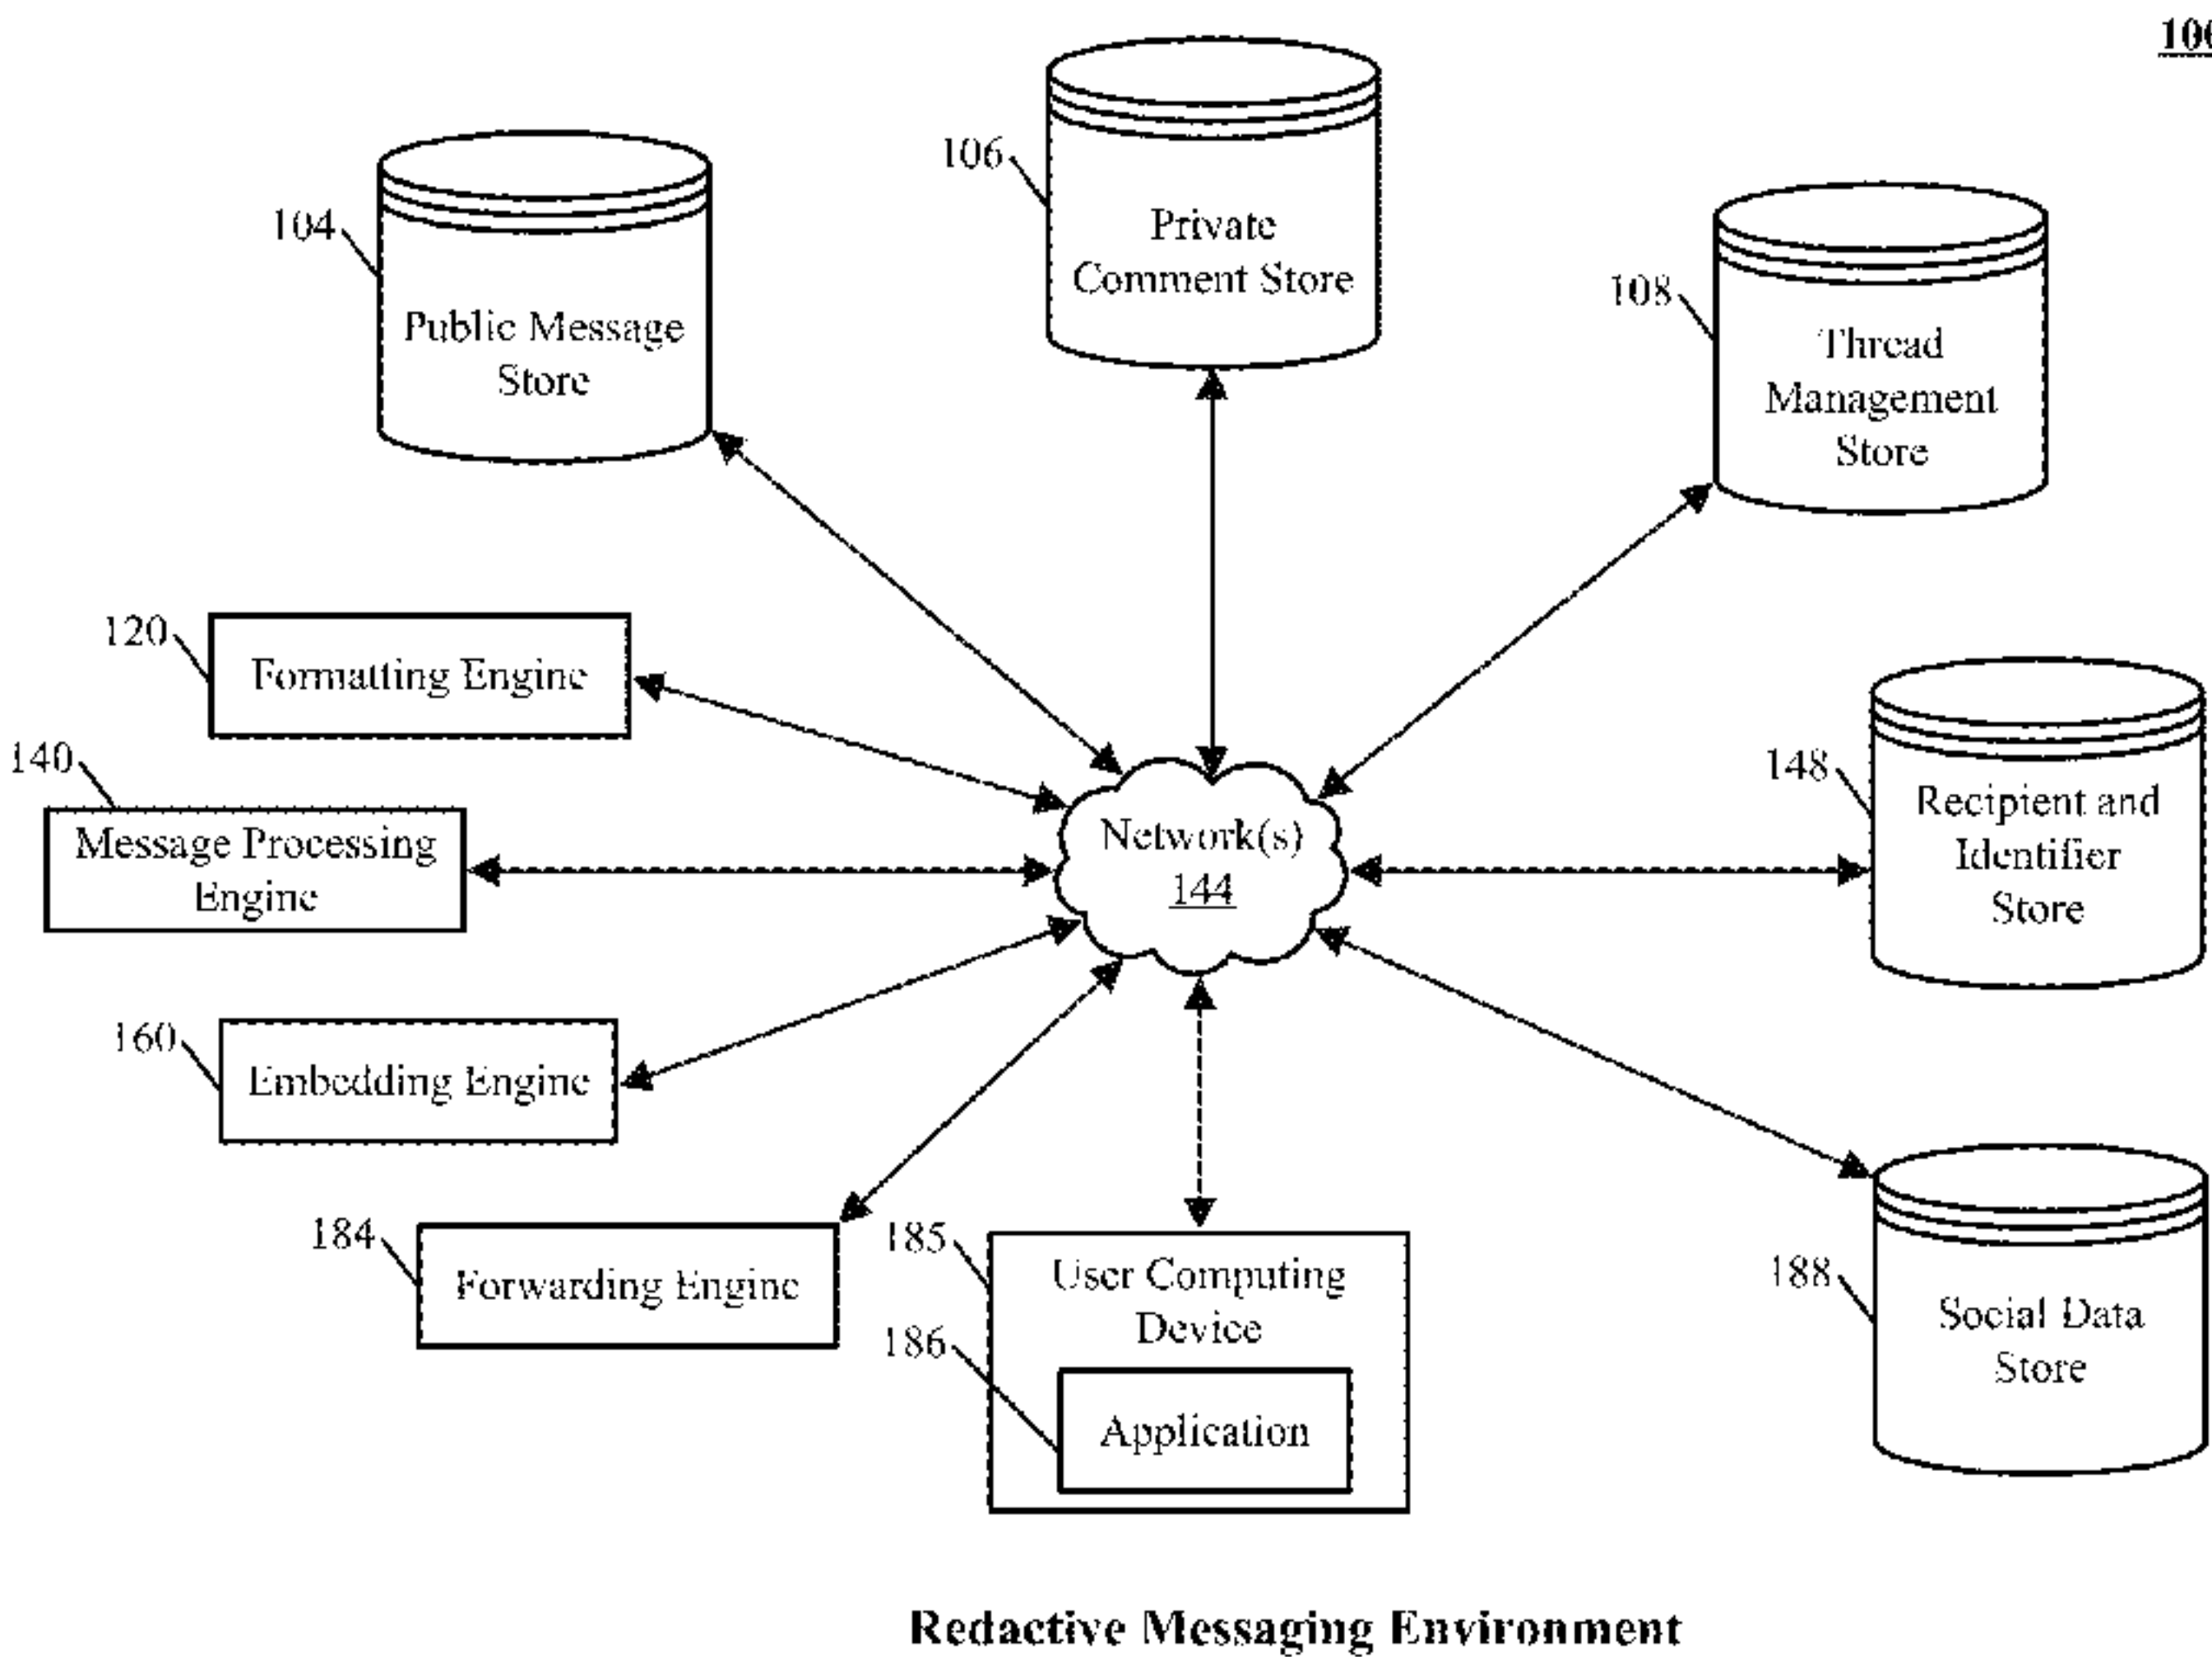 100
106
Private
Comment Store
104
Public Message
Store
108
Thread
Management
Store
120
Formatting Engine
140
Message Processing
Engine
Network(s)
144
148
Recipient and
Identifier
Store
160
Embedding Engine
184
Forwarding Engine
185
User Computing
Device
186
Application
188
Social Data
Store
Redactive Messaging Environment